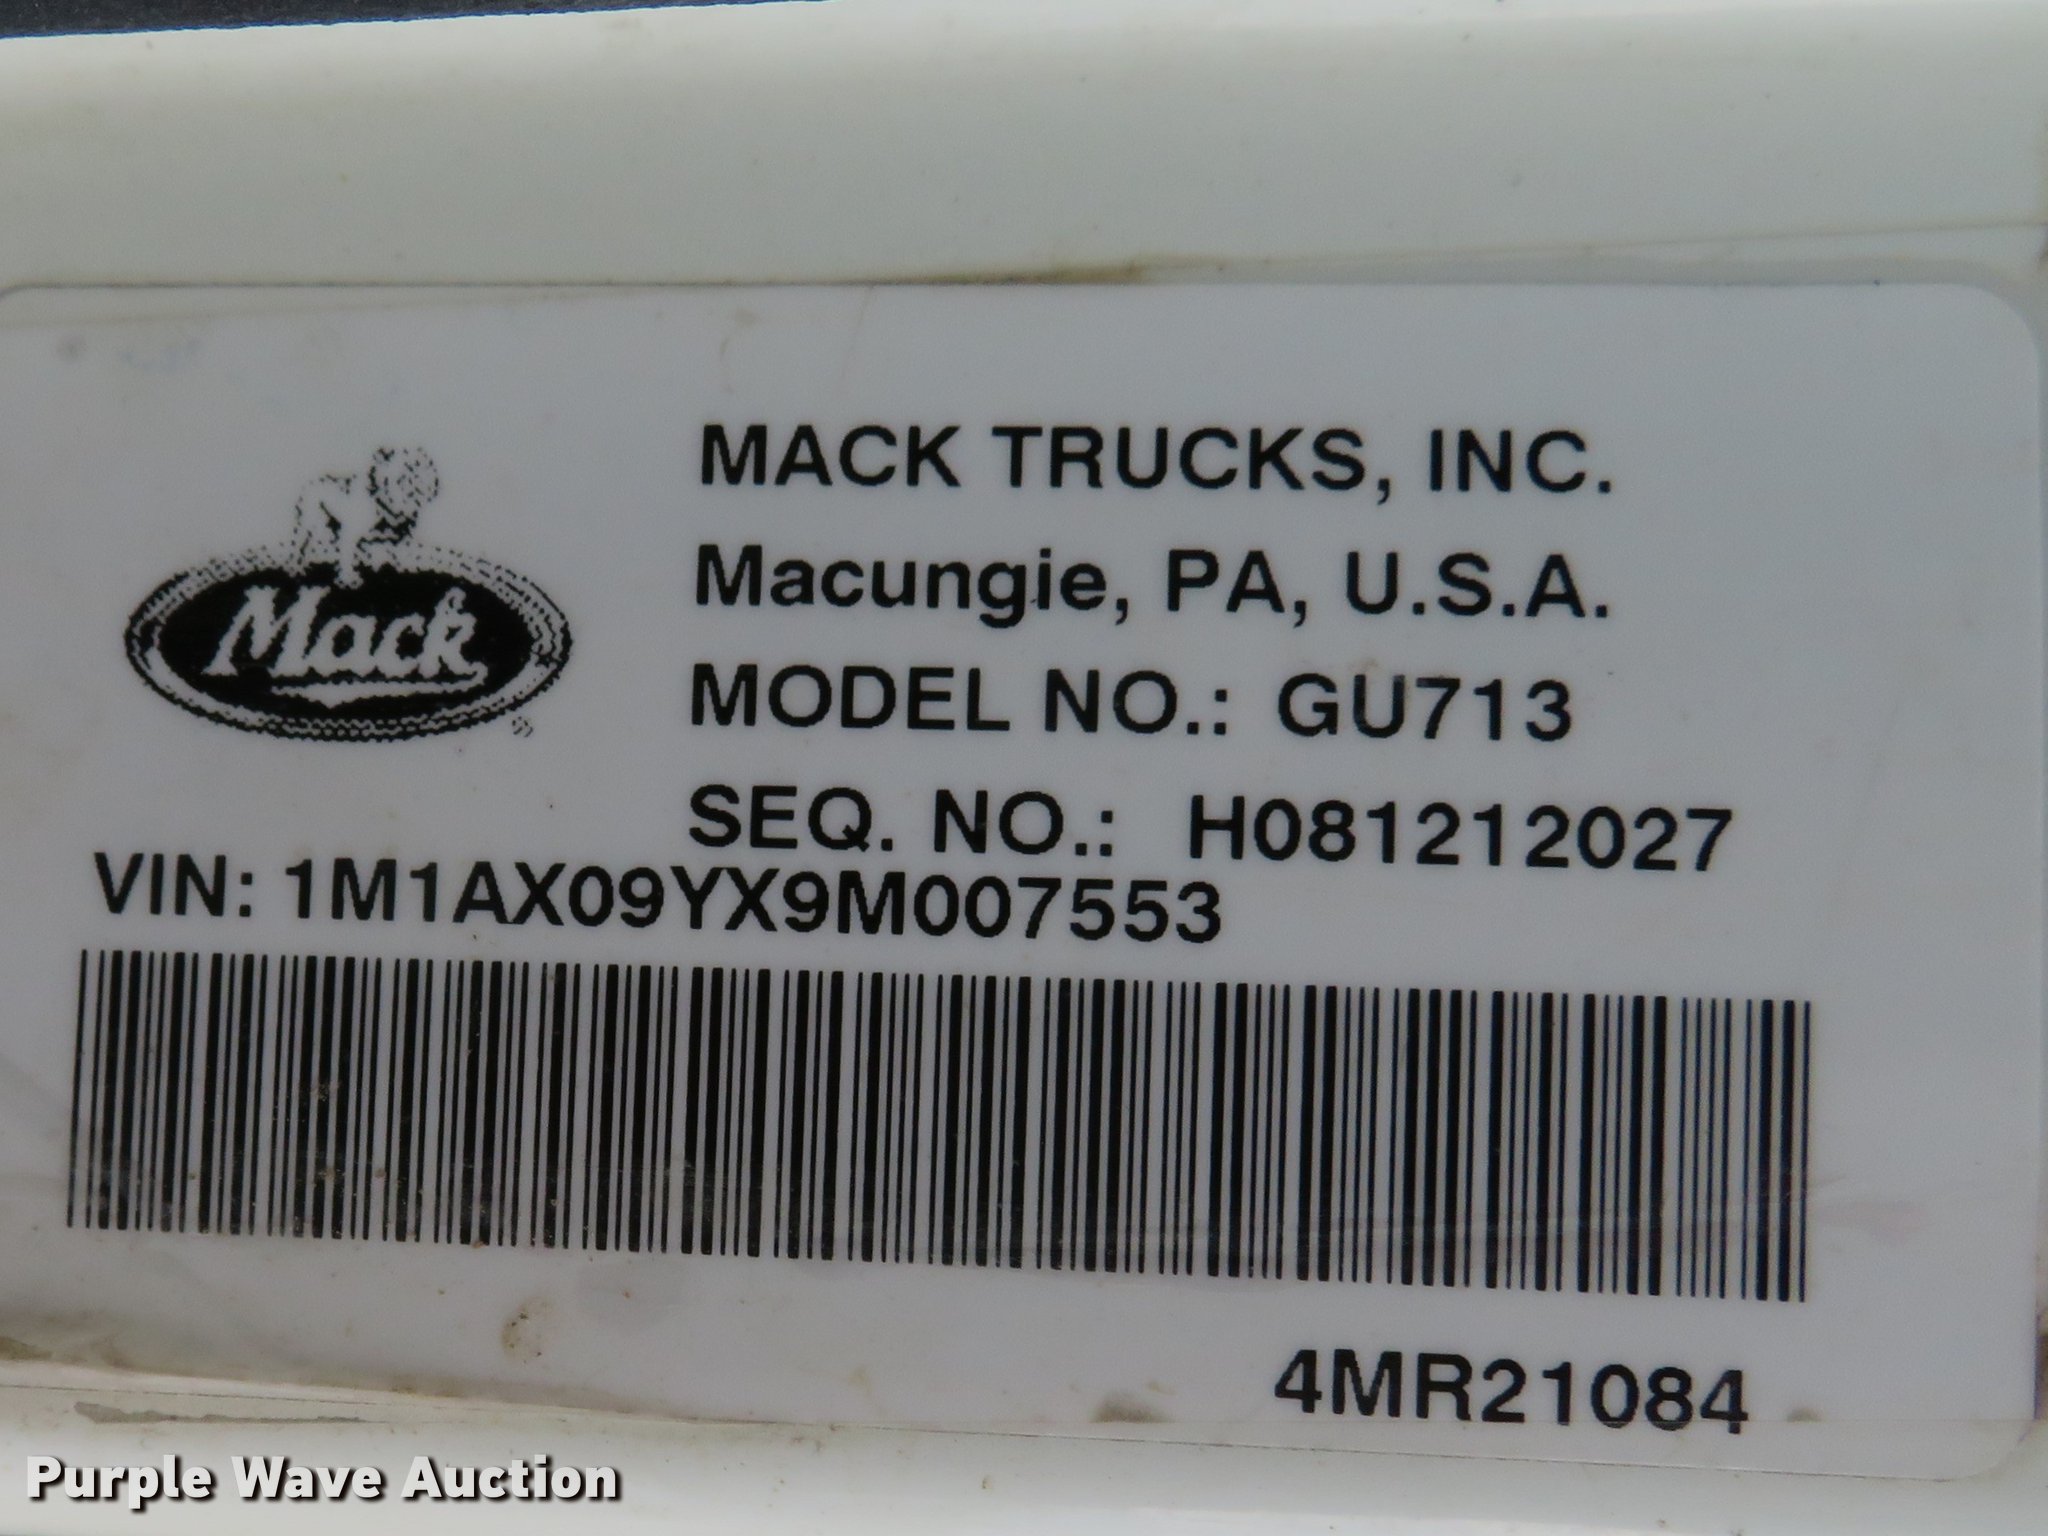 MACK TRUCKS, INC.
Macungie, PA, U.S.A.
Mack
MODEL NO.: GU713
SEQ. NO.: H081212027
VIN: 1M1AX09YX9M007553
4MR21084
Purple Wave Auction